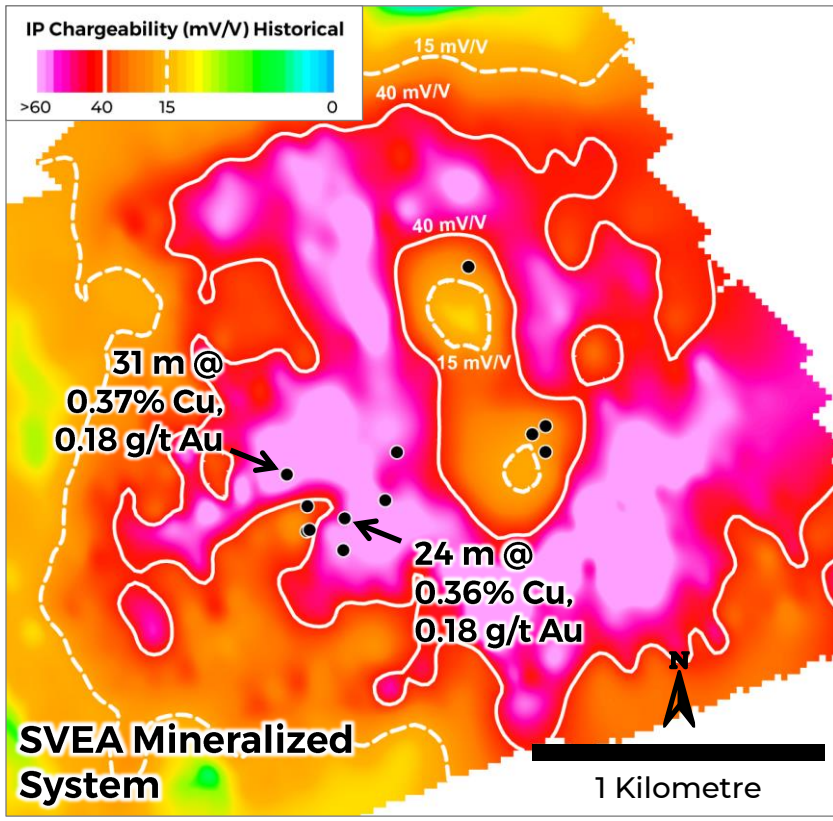 IP Chargeability (mV/V) Historical
>60 40 15 0
15 mV/V
40 mV/V
40 mV/V
15 mV/V
31 m @
0.37% Cu,
0.18 g/t Au
24 m @
0.36% Cu,
0.18 g/t Au
N
SVEA Mineralized
System
1 Kilometre